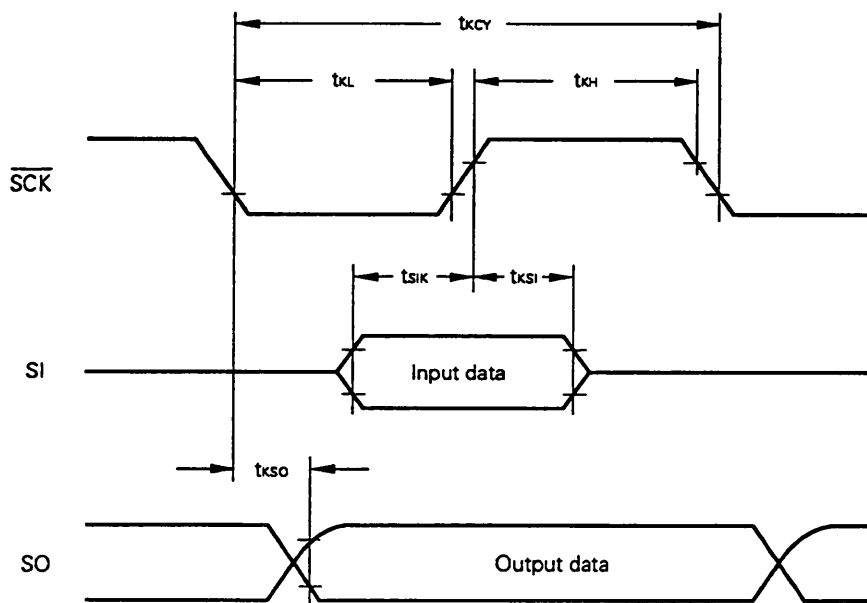 tKCY
tKL
tKH
SCK
tSIK
tKSI
SI
Input data
tKSO
SO
Output data